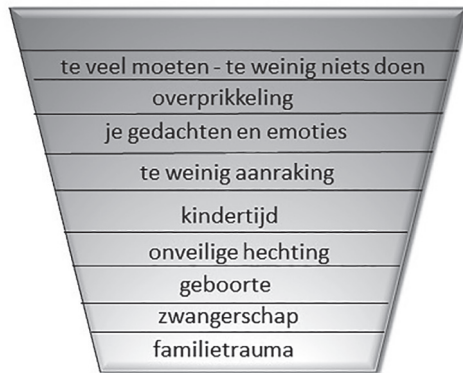 te veel moeten - te weinig niets doen
overprikkeling
je gedachten en emoties
te weinig aanraking
kindertijd
onveilige hechting
geboorte
zwangerschap
familietrauma